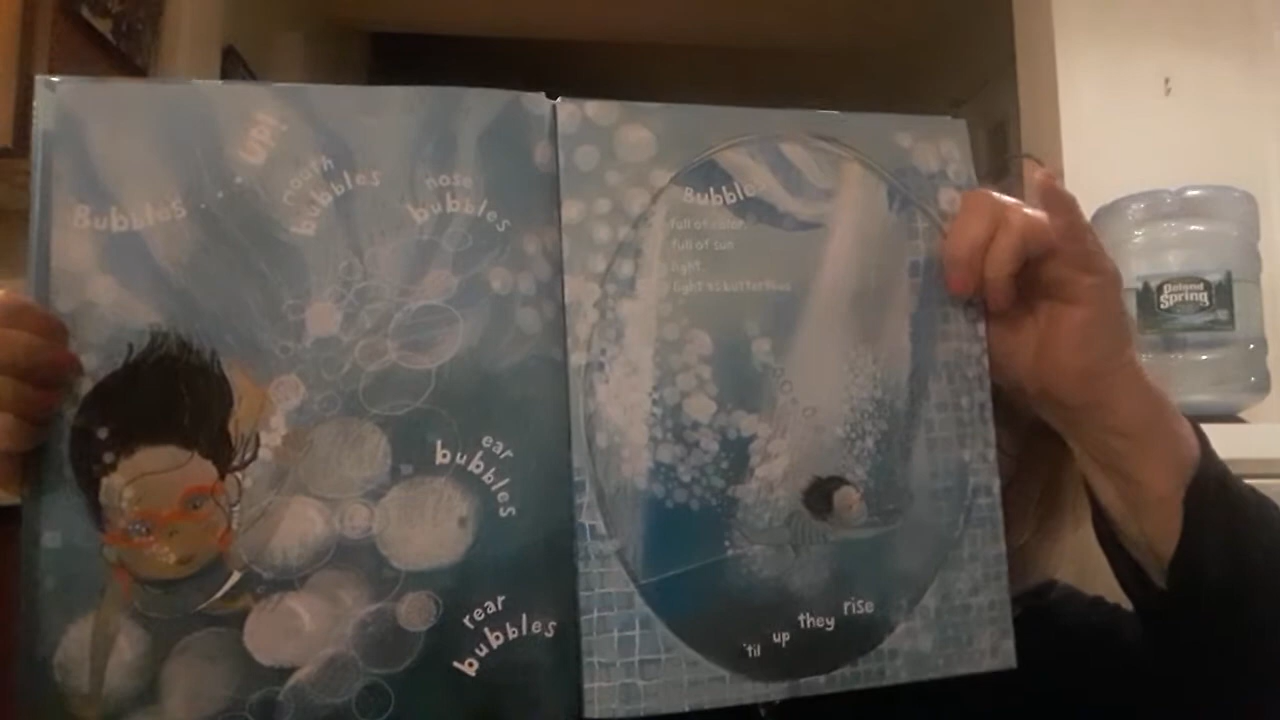 Bubbles . . . UP!
mouth
bubbles
nose
bubbles
ear
bubbles
rear
bubbles
Bubbles
full of color
full of sun
light
light as butterflies
'til up they rise
Poland
Spring